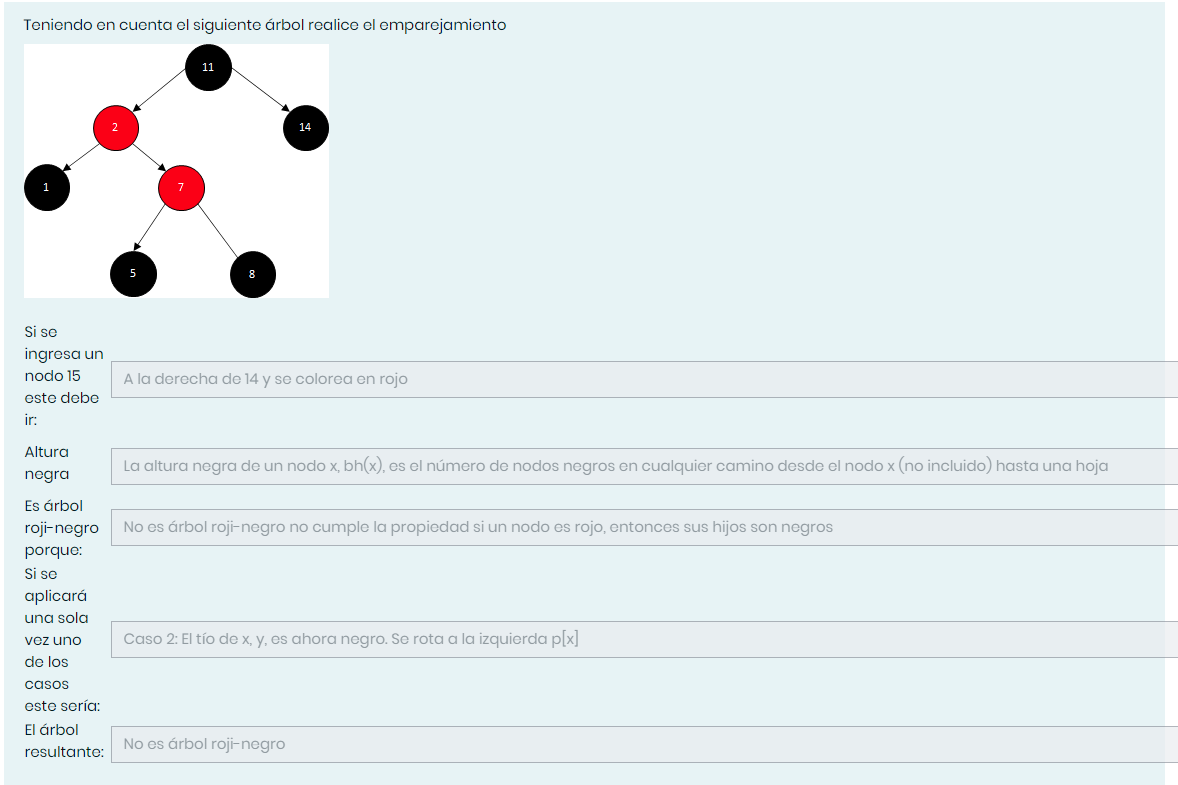 Teniendo en cuenta el siguiente árbol realice el emparejamiento
11
2
14
1
7
5
8
Si se
ingresa un
nodo 15
este debe
ir:
A la derecha de 14 y se colorea en rojo
Altura
negra
La altura negra de un nodo x, bh(x), es el número de nodos negros en cualquier camino desde el nodo x (no incluido) hasta una hoja
Es árbol
roji-negro
porque:
No es árbol roji-negro no cumple la propiedad si un nodo es rojo, entonces sus hijos son negros
Si se
aplicará
una sola
vez uno
de los
casos
este sería:
Caso 2: El tío de x, y, es ahora negro. Se rota a la izquierda p[x]
El árbol
resultante:
No es árbol roji-negro